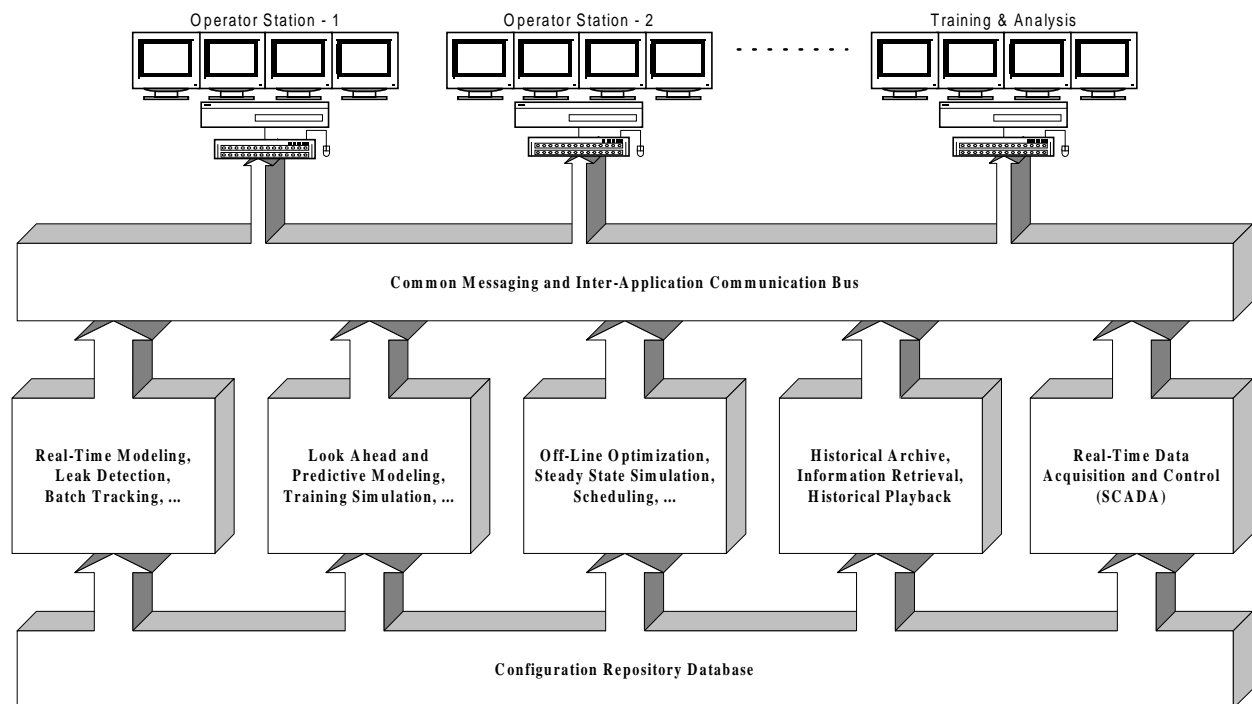 Operator Station - 1
Operator Station - 2
Training & Analysis
Common Messaging and Inter-Application Communication Bus
Real-Time Modeling,
Leak Detection,
Batch Tracking, ...
Look Ahead and
Predictive Modeling,
Training Simulation, ...
Off-Line Optimization,
Steady State Simulation,
Scheduling, ...
Historical Archive,
Information Retrieval,
Historical Playback
Real-Time Data
Acquisition and Control
(SCADA)
Configuration Repository Database